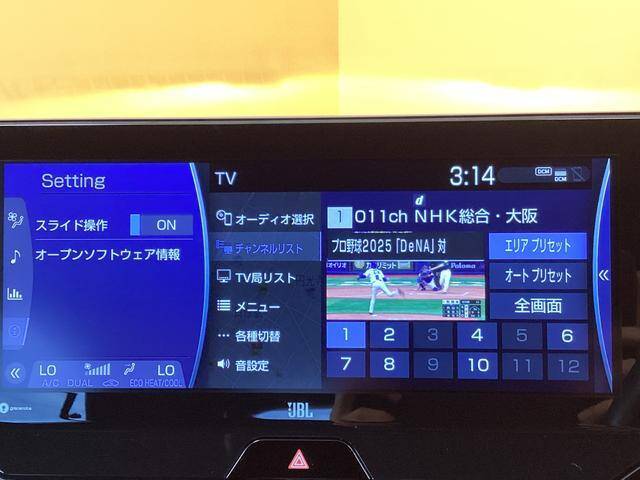 Setting
スライド操作 ON
オープンソフトウェア情報
LO LO
A/C DUAL ECO HEAT/COOL
TV
3:14
DCM
DCM
オーディオ選択
チャンネルリスト
TV局リスト
メニュー
各種切替
音設定
d
1 011ch NHK総合・大阪
プロ野球2025「DeNA」対
エリア プリセット
オート プリセット
全画面
Paloma
1 2 3 4 5 6
7 8 9 10 11 12
JBL